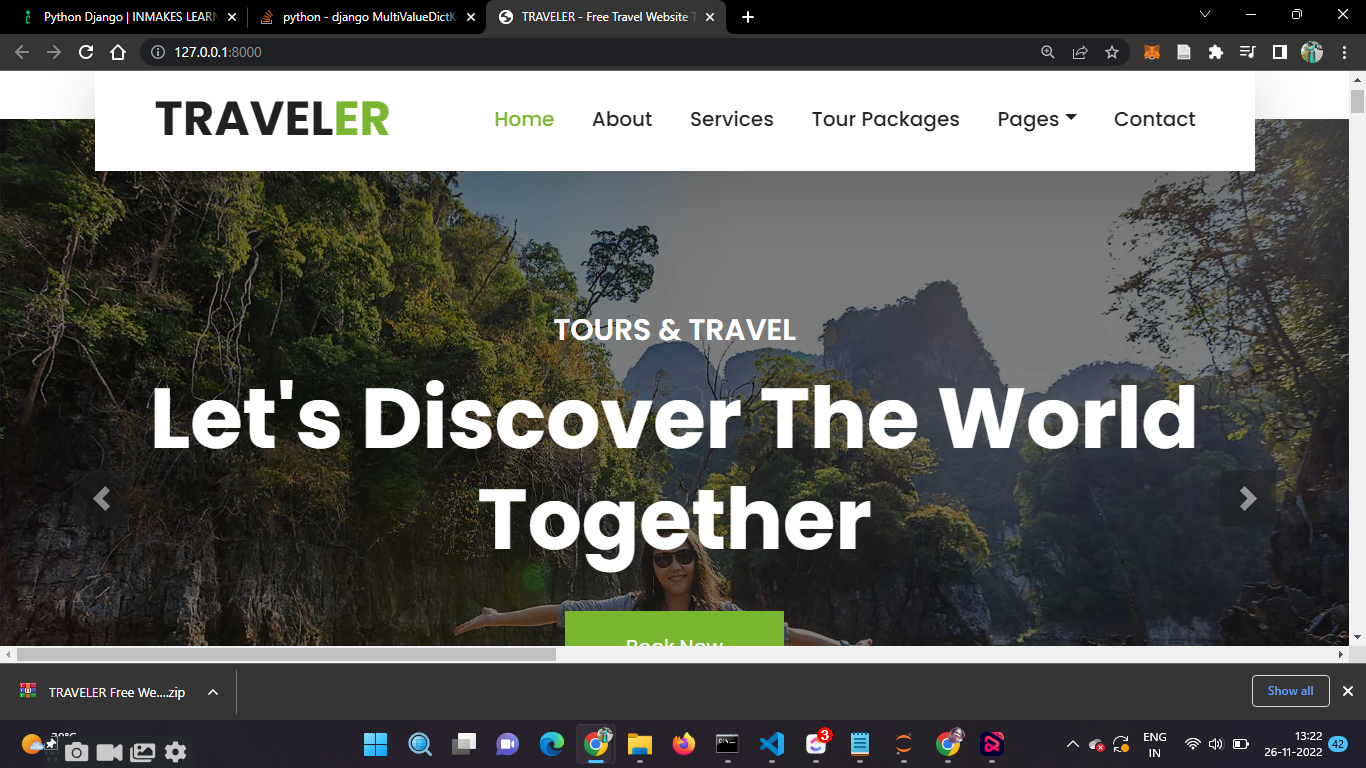 Python Django | INMAKES LEARN
python - django MultiValueDictK
TRAVELER - Free Travel Website T
127.0.0.1:8000
TRAVELER
Home About Services Tour Packages Pages Contact
TOURS & TRAVEL
Let's Discover The World
Together
Book Now
TRAVELER Free We....zip
Show all
3
ENG
IN
13:22
26-11-2022
42